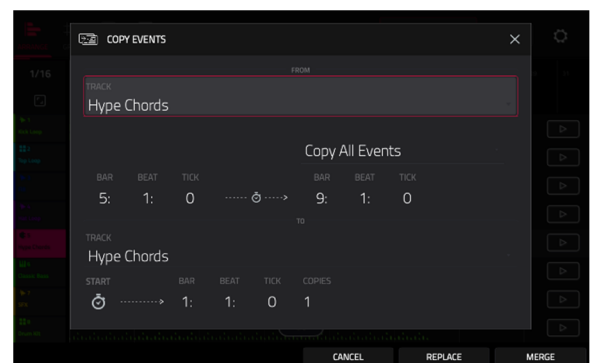 COPY EVENTS
1/16
FROM
TRACK
Hype Chords
Copy All Events
BAR BEAT TICK BAR BEAT TICK
5: 1: 0 9: 1: 0
TO
TRACK
Hype Chords
START BAR BEAT TICK COPIES
1: 1: 0 1
CANCEL REPLACE MERGE